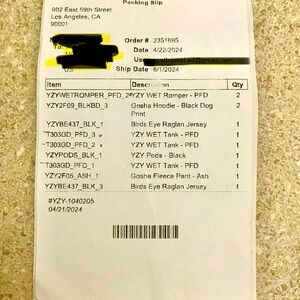 Packing Slip
902 East 59th Street
Los Angeles, CA
90001
Order # 2351695
Date 4/22/2024
Ship Date 6/1/2024
Item Description Qty
YZYWETROMPER_PFD_2 YZY WET Romper - PFD 2
YZY2F09_BLKBD_3 Gosha Hoodie - Black Dog Print 2
YZYBE437_BLK_1 Birds Eye Raglan Jersey 1
T303GD_PFD_3 YZY WET Tank - PFD 1
T303GD_PFD_2 YZY WET Tank - PFD 1
YZYPODS_BLK_1 YZY Pods - Black 1
T303GD_PFD_1 YZY WET Tank - PFD 1
YZY2F05_ASH_1 Gosha Fleece Pant - Ash 1
YZYBE437_BLK_3 Birds Eye Raglan Jersey 1
#YZY-1040205
04/21/2024